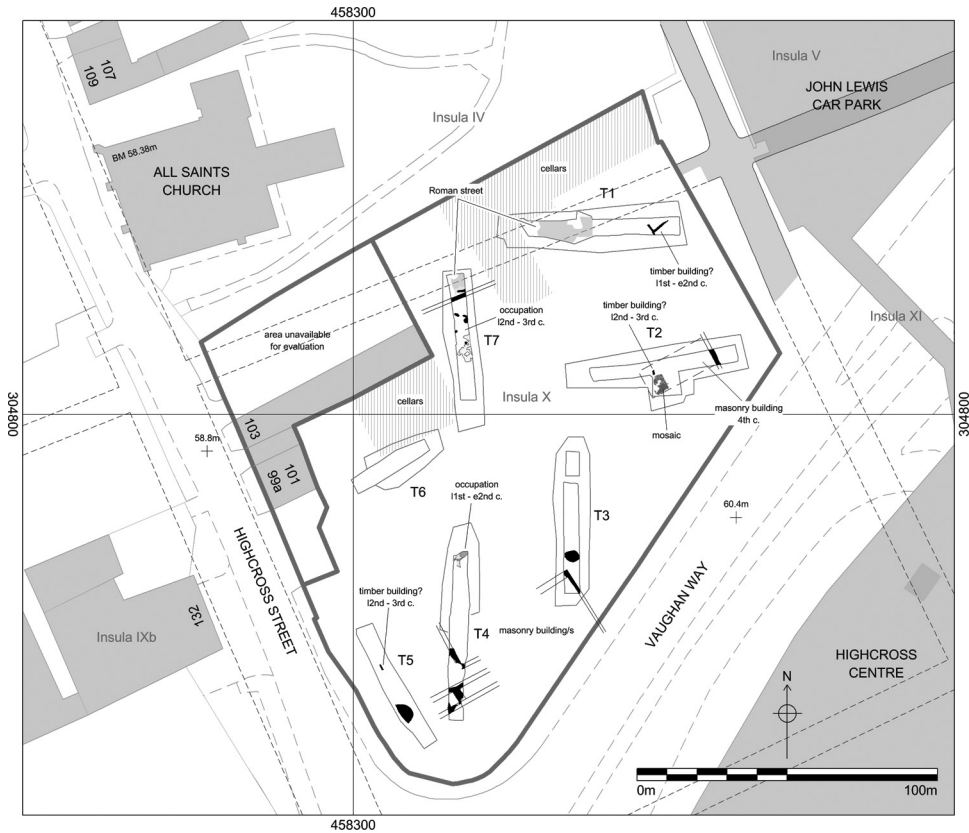 458300
107
109
Insula V
JOHN LEWIS
CAR PARK
Insula IV
BM 58.38m
ALL SAINTS
CHURCH
cellars
Roman street
T1
timber building?
l1st - e2nd c.
timber building?
l2nd - 3rd c.
occupation
l2nd - 3rd c.
T2
Insula XI
area unavailable
for evaluation
T7
Insula X
304800
304800
cellars
masonry building
4th c.
mosaic
103
58.8m
101
99a
T6
occupation
l1st - e2nd c.
T3
60.4m
HIGHCROSS STREET
VAUGHAN WAY
timber building?
l2nd - 3rd c.
132
Insula IXb
T4
masonry building/s
T5
HIGHCROSS
CENTRE
N
0m
100m
458300